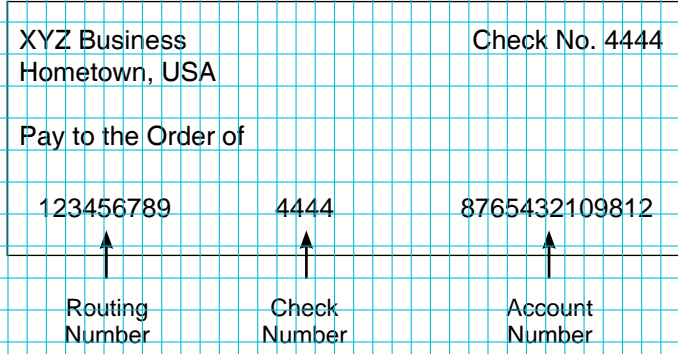 XYZ Business Check No. 4444
Hometown, USA
Pay to the Order of
123456789 4444 8765432109812
Routing Check Account
Number Number Number